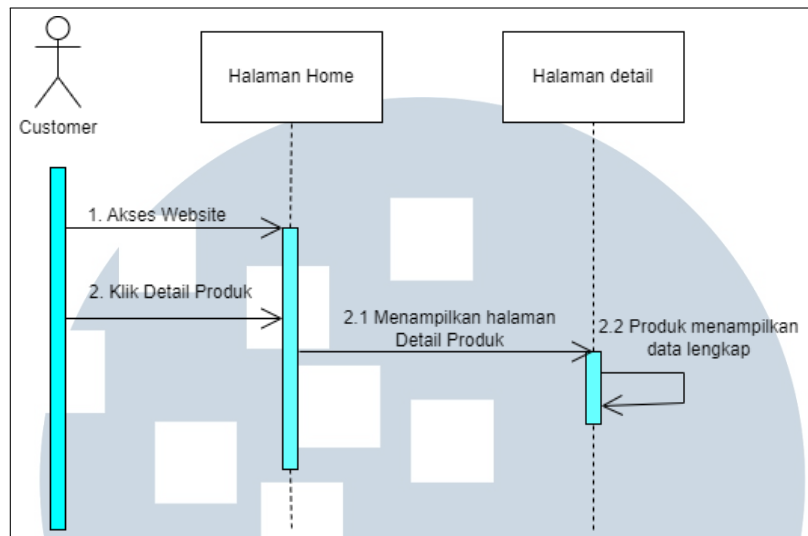 Halaman Home
Halaman detail
Customer
1. Akses Website
2. Klik Detail Produk
2.1 Menampilkan halaman
Detail Produk
2.2 Produk menampilkan
data lengkap